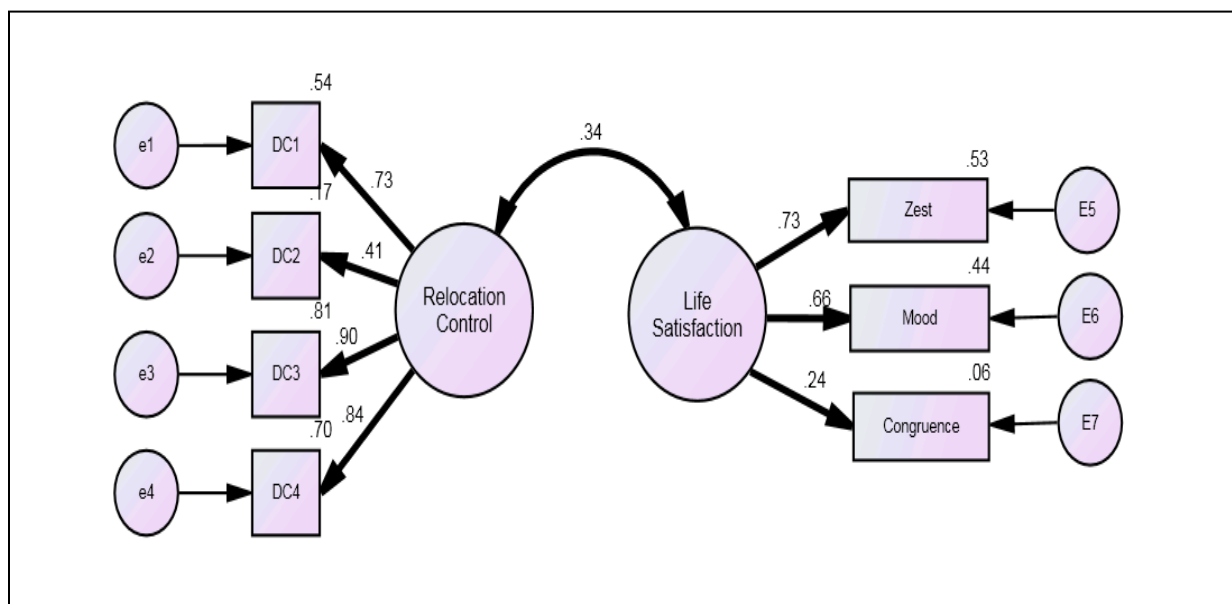 .54
e1
DC1
.73
.17
e2
DC2
.41
.81
e3
DC3
.90
.70
e4
DC4
.84
Relocation
Control
.34
Life
Satisfaction
.73
.53
Zest
E5
.66
.44
Mood
E6
.24
.06
Congruence
E7